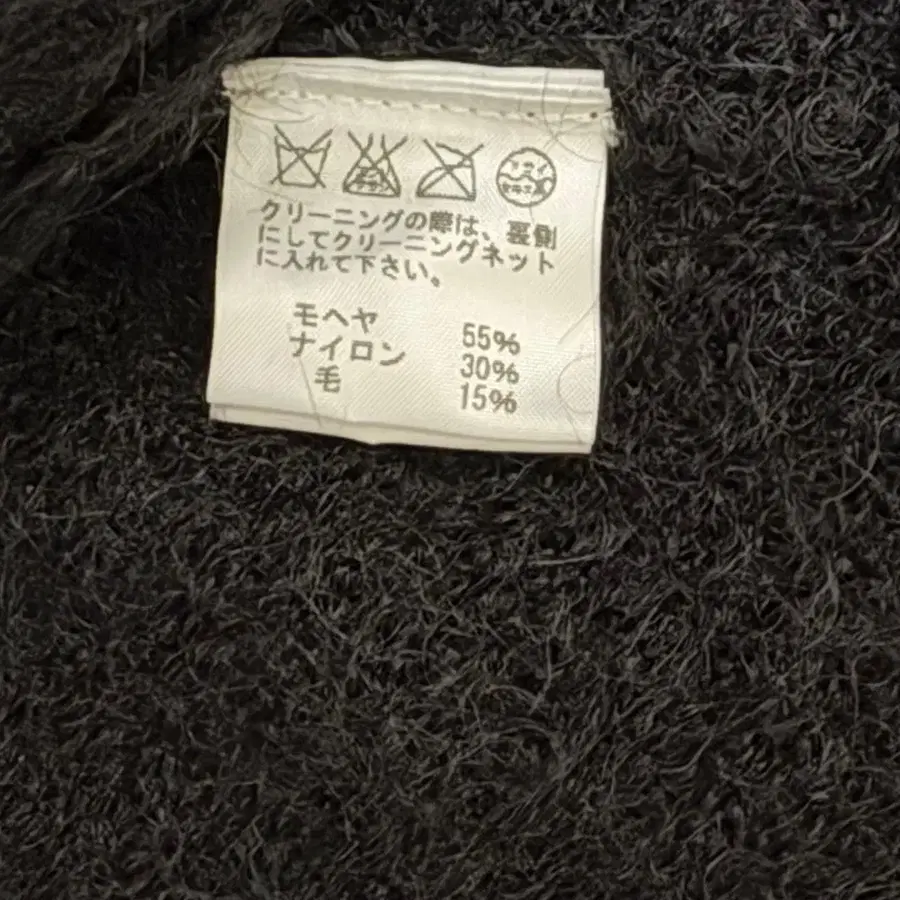 クリーニングの際は、裏側
にしてクリーニングネット
に入れて下さい。
モヘヤ 55%
ナイロン 30%
毛 15%